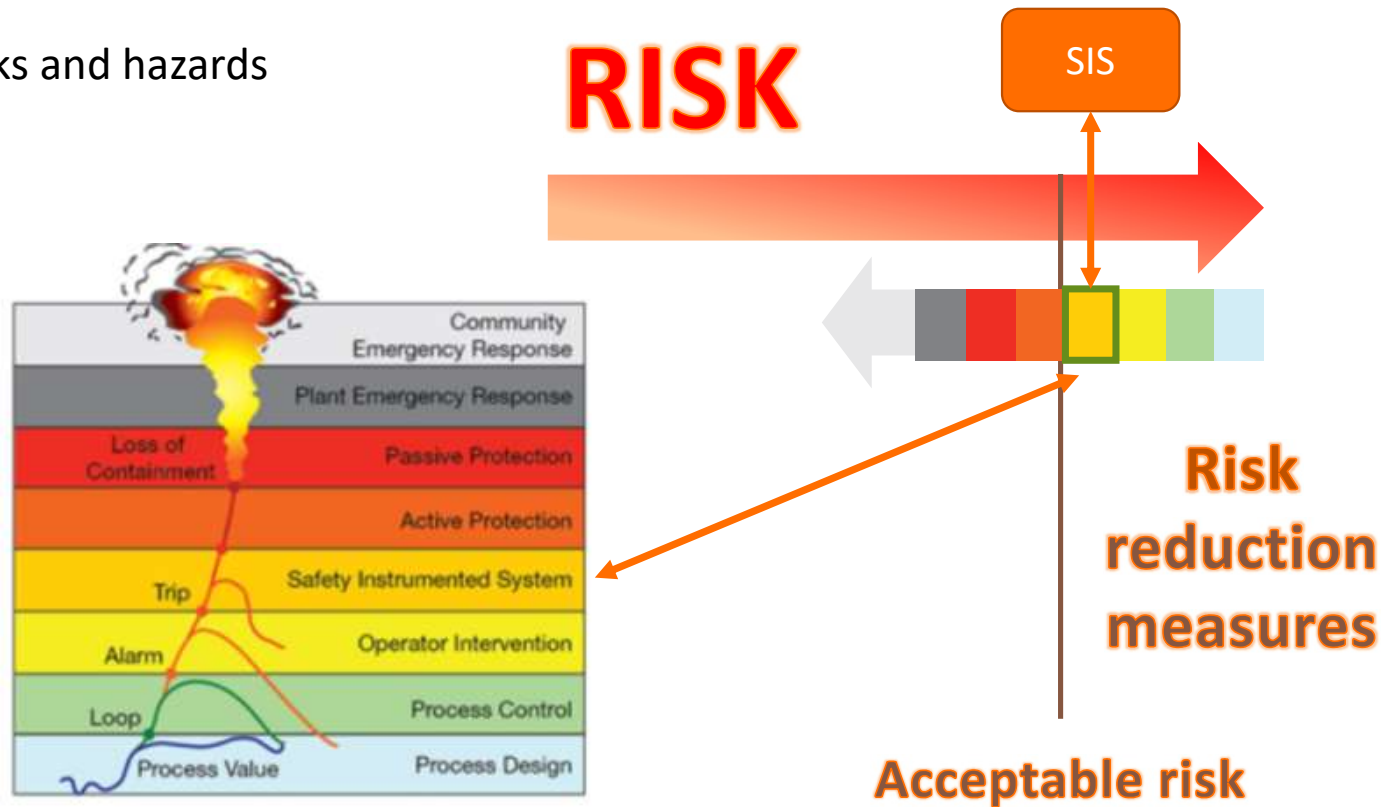 ks and hazards
RISK
SIS
Community
Emergency Response
Plant Emergency Response
Loss of
Containment
Passive Protection
Active Protection
Safety Instrumented System
Trip
Operator Intervention
Alarm
Process Control
Loop
Process Value
Process Design
Risk
reduction
measures
Acceptable risk